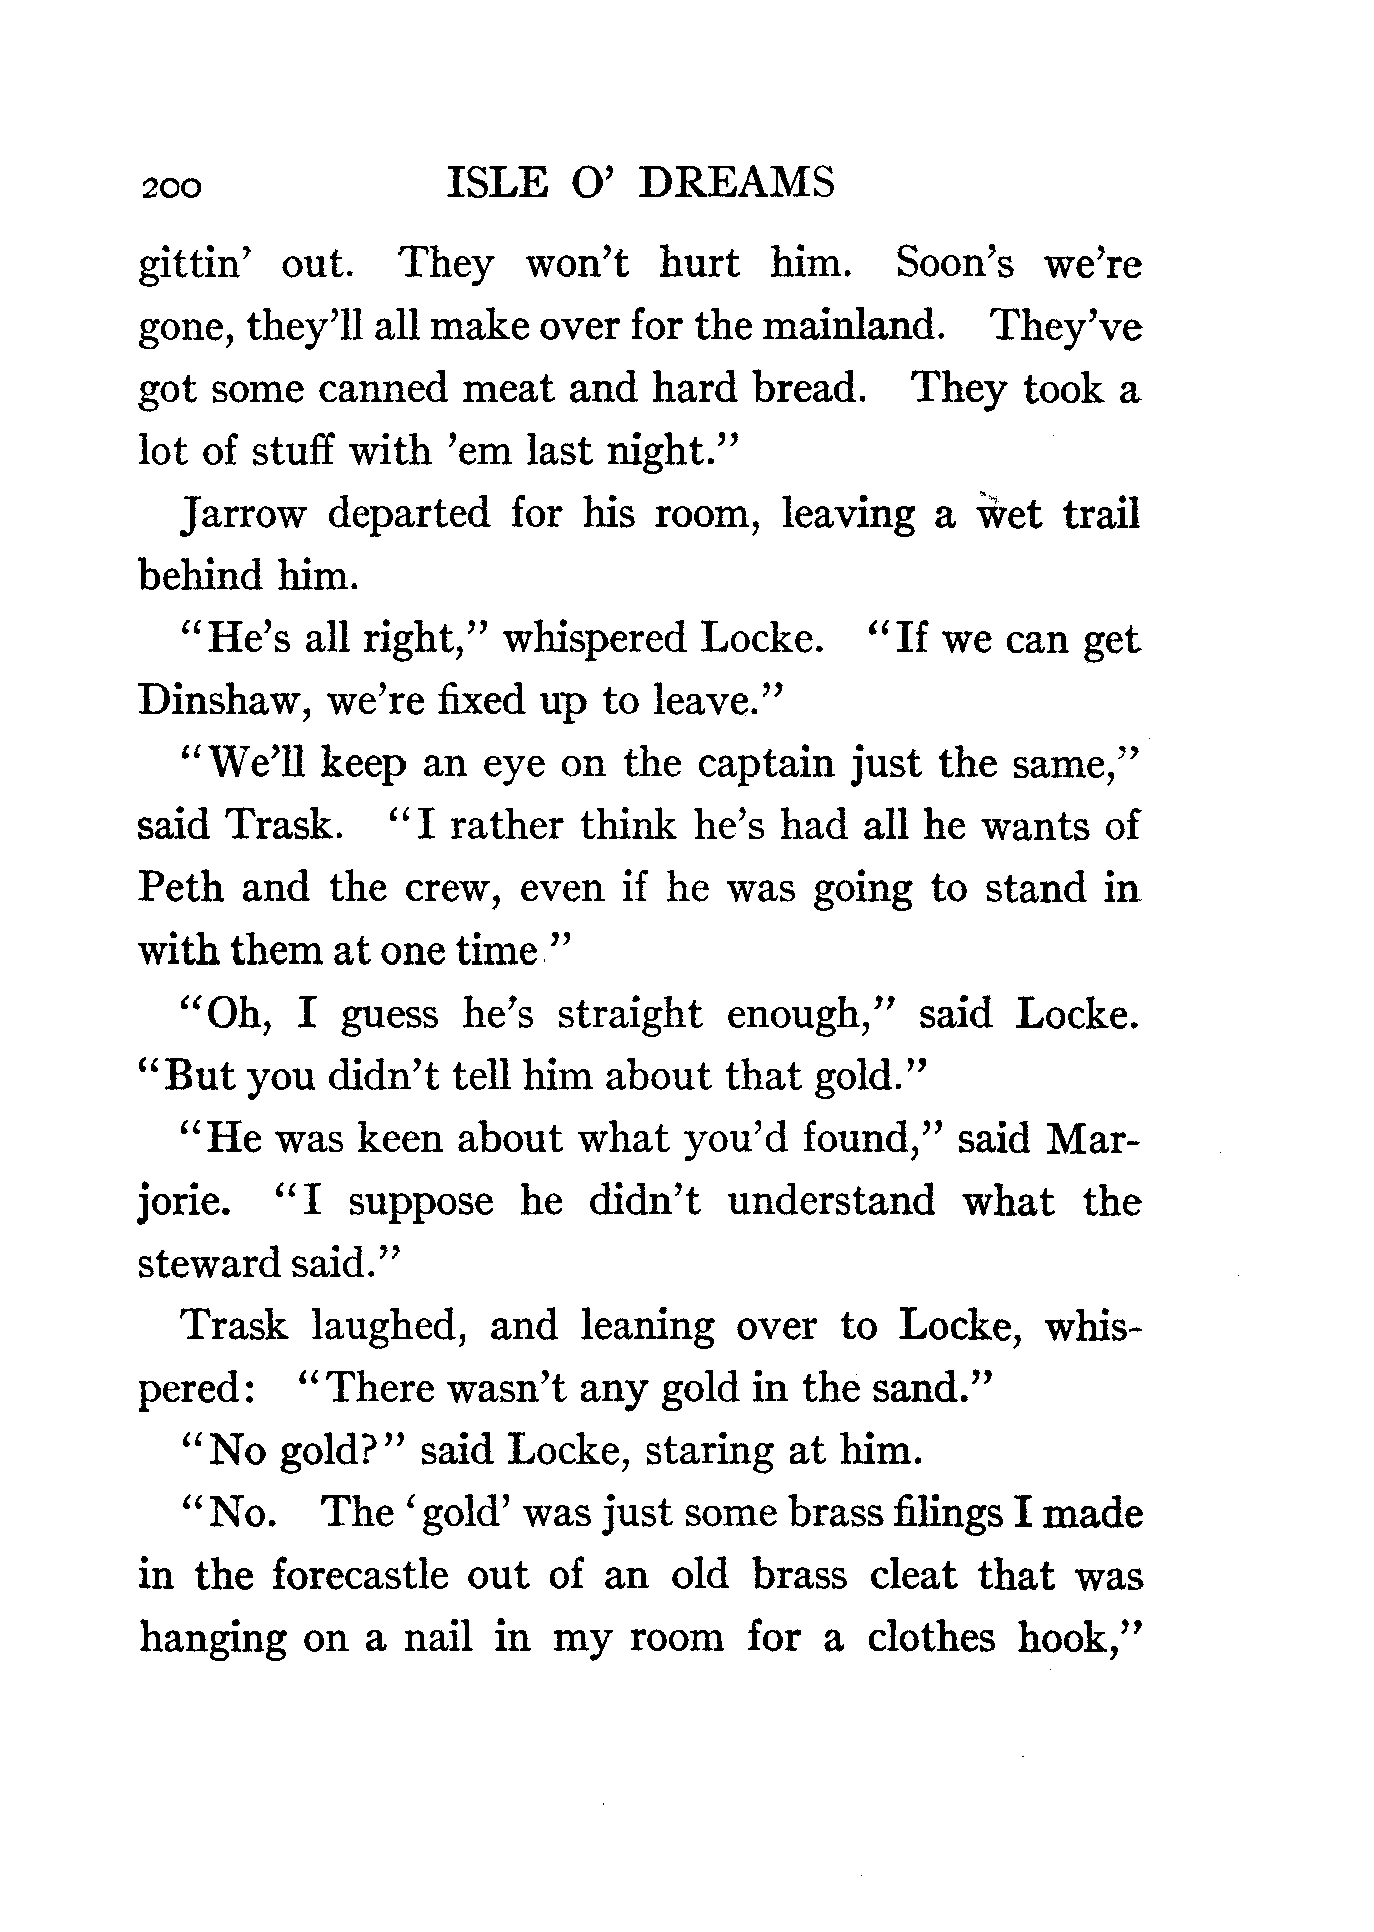 200 ISLE O’ DREAMS
gittin’ out. They won’t hurt him. Soon’s we’re
gone, they’ll all make over for the mainland. They’ve
got some canned meat and hard bread. They took a
lot of stuff with ’em last night.”
Jarrow departed for his room, leaving a wet trail
behind him.
“He’s all right,” whispered Locke. “If we can get
Dinshaw, we’re fixed up to leave.”
“We’ll keep an eye on the captain just the same,”
said Trask. “I rather think he’s had all he wants of
Peth and the crew, even if he was going to stand in
with them at one time.”
“Oh, I guess he’s straight enough,” said Locke.
“But you didn’t tell him about that gold.”
“He was keen about what you’d found,” said Mar-
jorie. “I suppose he didn’t understand what the
steward said.”
Trask laughed, and leaning over to Locke, whis-
pered: “There wasn’t any gold in the sand.”
“No gold?” said Locke, staring at him.
“No. The ‘gold’ was just some brass filings I made
in the forecastle out of an old brass cleat that was
hanging on a nail in my room for a clothes hook,”